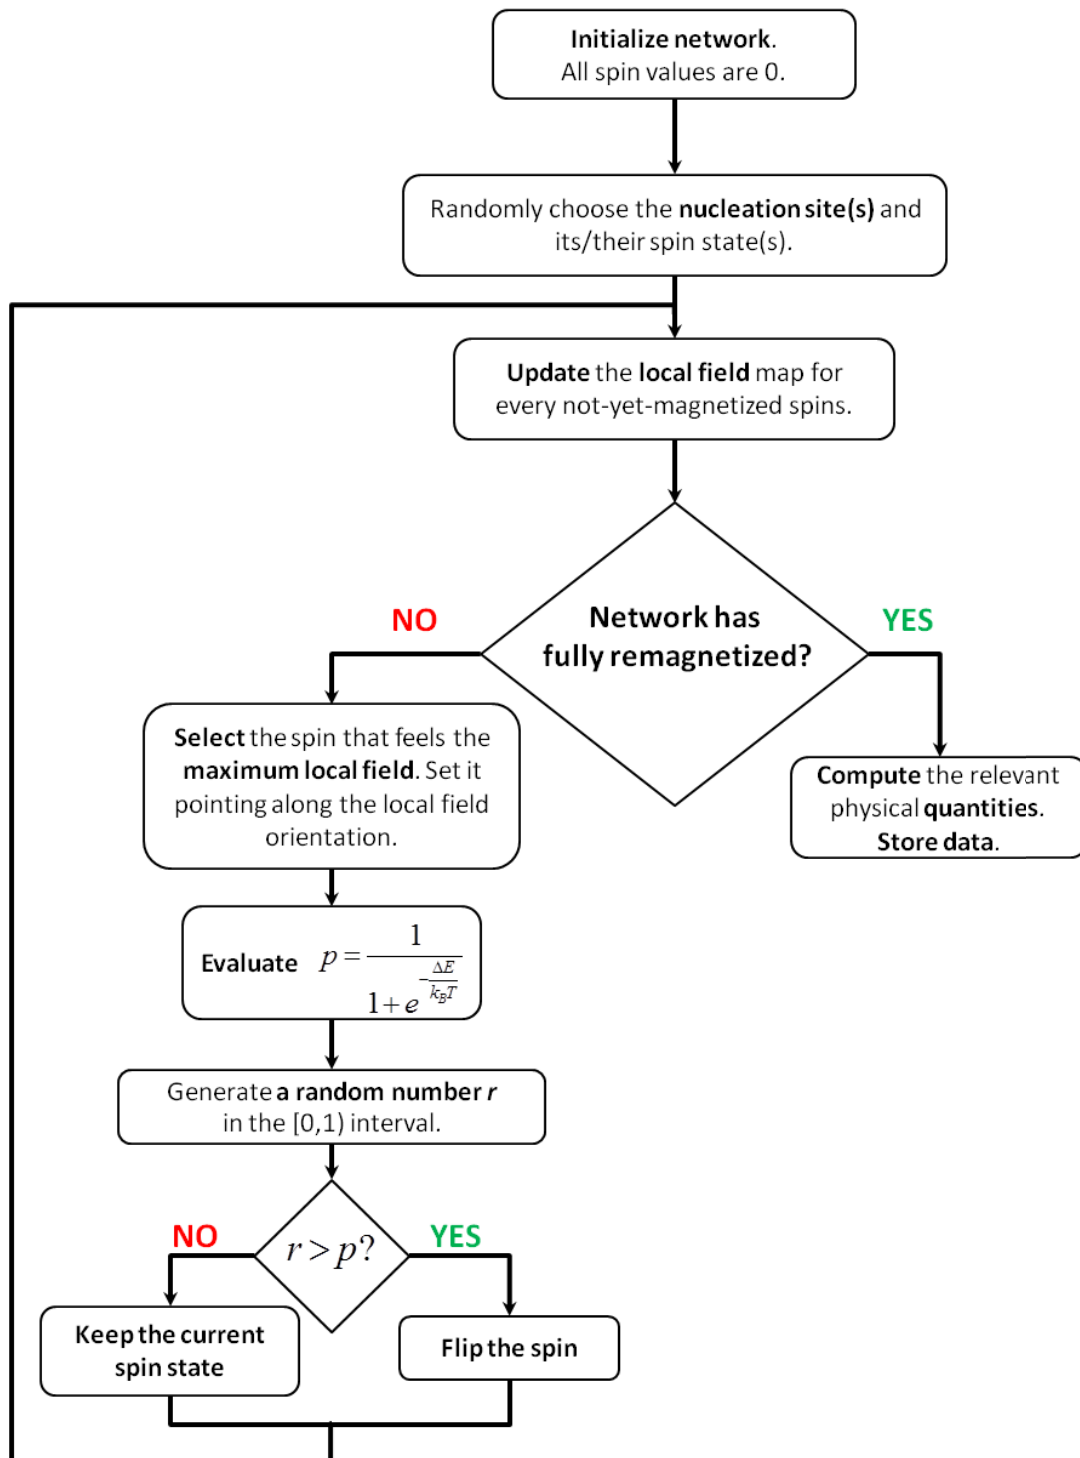 Initialize network.
All spin values are 0.
Randomly choose the nucleation site(s) and
its/their spin state(s).
Update the local field map for
every not-yet-magnetized spins.
Network has
fully remagnetized?
NO
YES
Select the spin that feels the
maximum local field. Set it
pointing along the local field
orientation.
Compute the relevant
physical quantities.
Store data.
Evaluate p = 1 / (1 + e^{-ΔE/k_BT})
Generate a random number r
in the [0,1) interval.
r > p?
NO
YES
Keep the current
spin state
Flip the spin